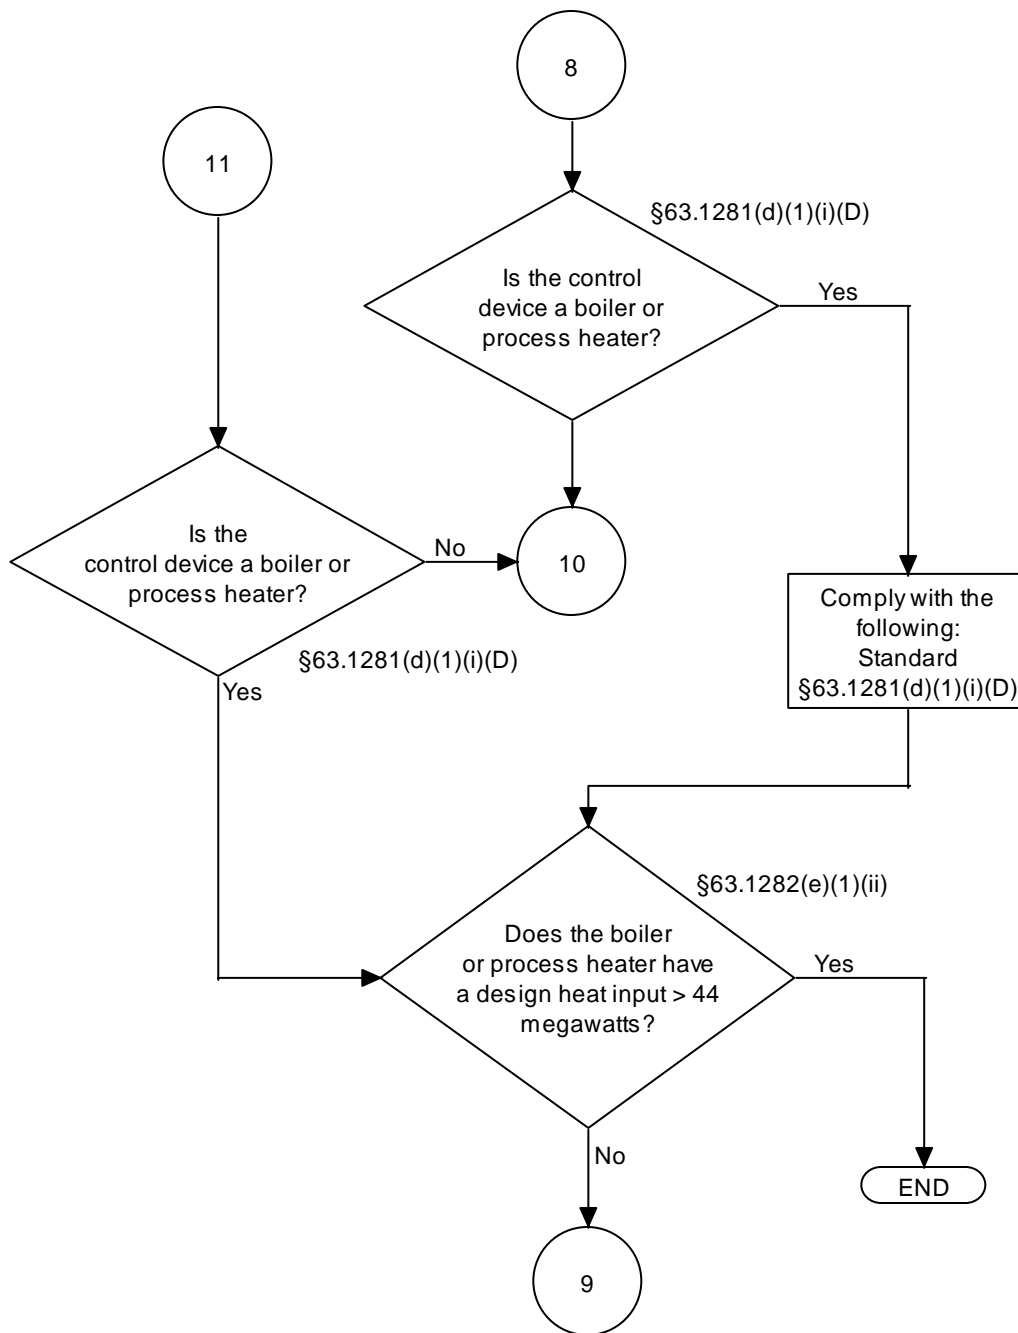 8
11
§63.1281(d)(1)(i)(D)
Is the control
device a boiler or
process heater?
Yes
Is the
control device a boiler or
process heater?
No
10
§63.1281(d)(1)(i)(D)
Yes
Comply with the
following:
Standard
§63.1281(d)(1)(i)(D)
§63.1282(e)(1)(ii)
Does the boiler
or process heater have
a design heat input > 44
megawatts?
Yes
No
END
9